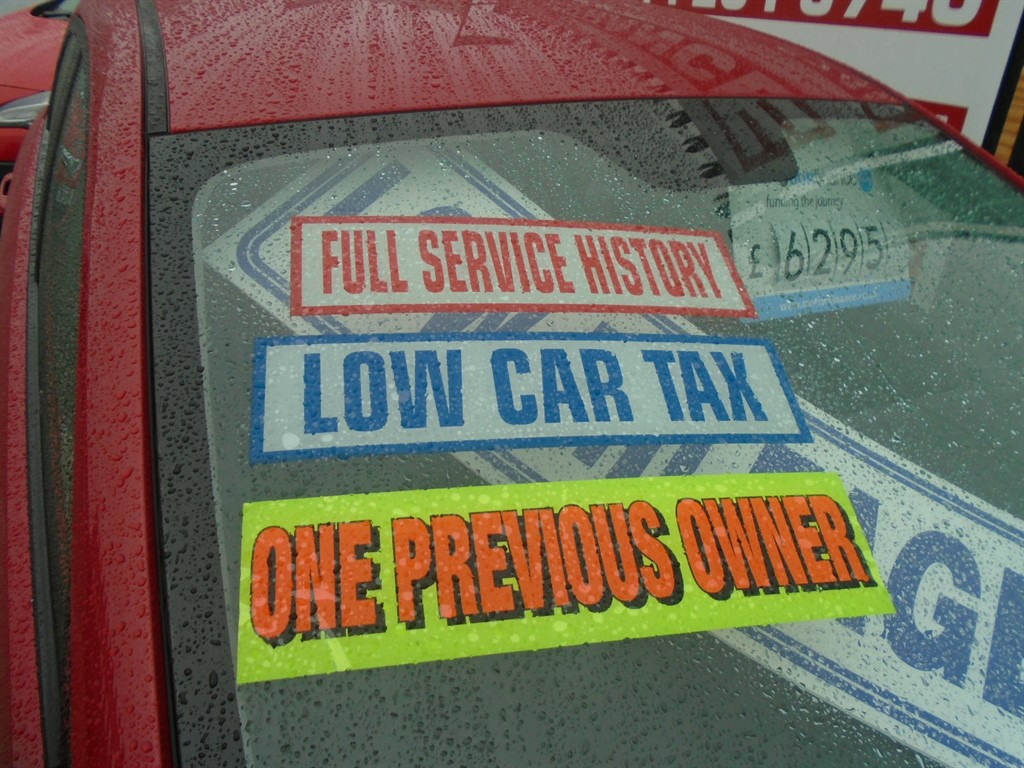 funding the journey
£ 6295
FULL SERVICE HISTORY
LOW CAR TAX
ONE PREVIOUS OWNER